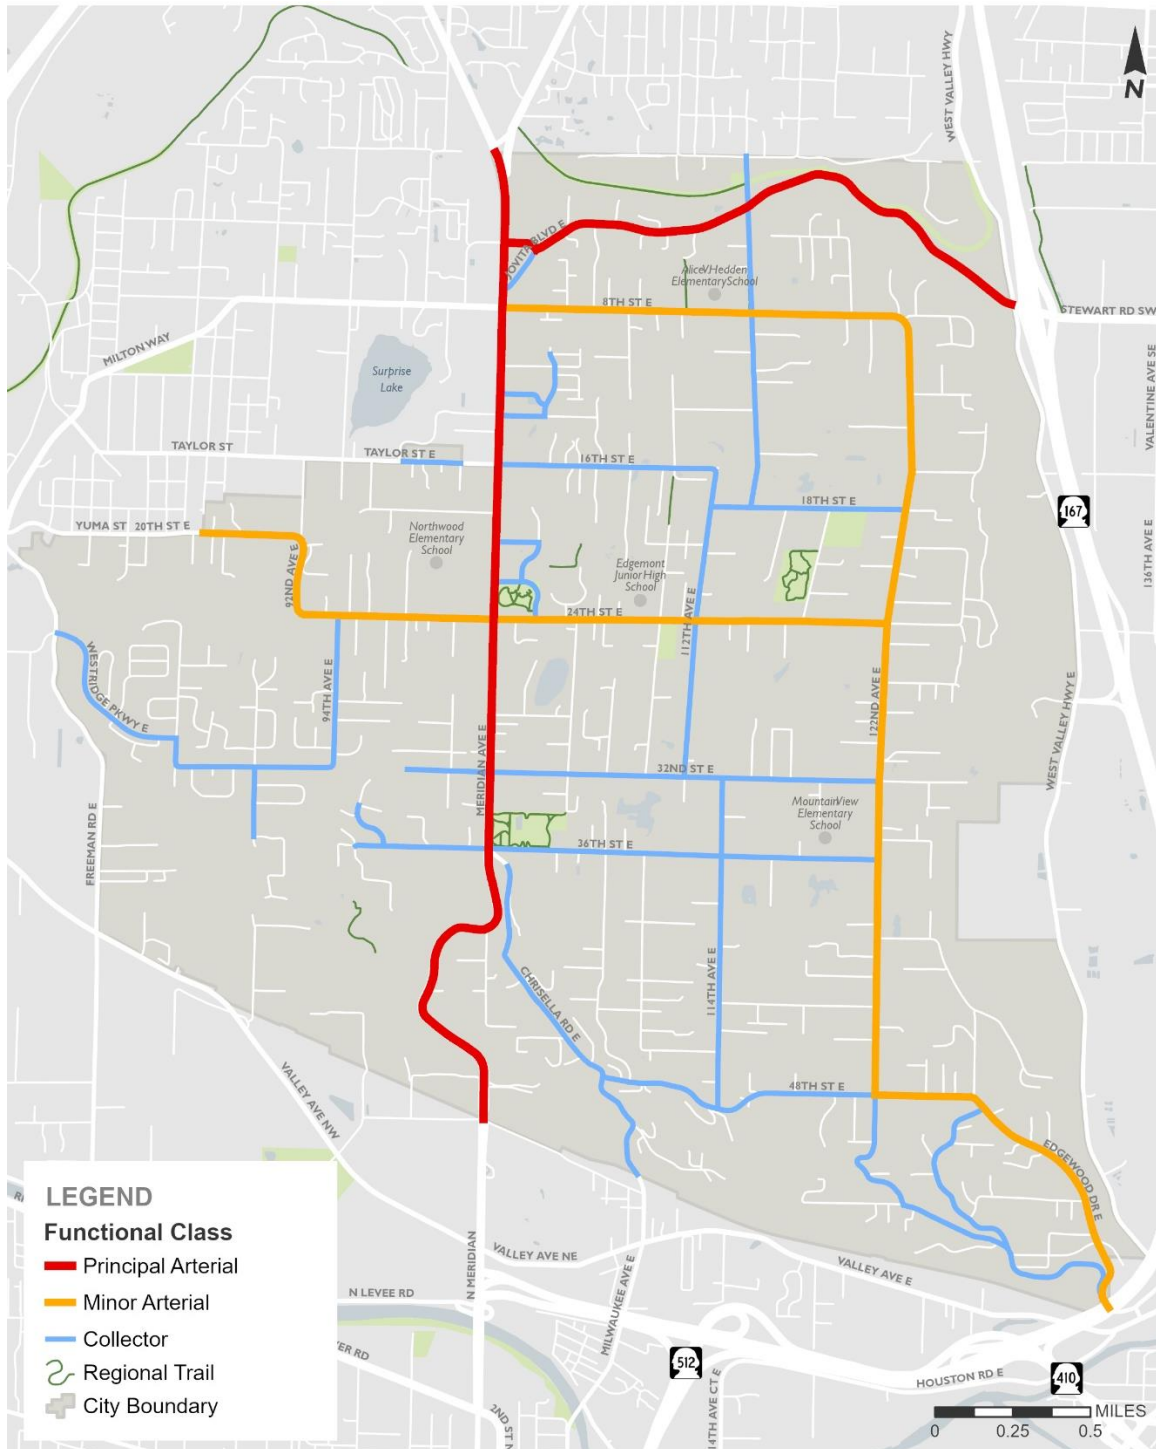 WEST VALLEY HWY
N
JOVITA BLVD E
Alice V. Hedden
Elementary School
8TH ST E
STEWART RD SW
MILTON WAY
Surprise
Lake
VALENTINE AVE SE
TAYLOR ST
TAYLOR ST E
16TH ST E
18TH ST E
167
YUMA ST
20TH ST E
Northwood
Elementary
School
Edgemont
Junior High
School
136TH AVE E
92ND AVE E
24TH ST E
112TH AVE E
WESTRIDGE PKWY E
94TH AVE E
122ND AVE E
WEST VALLEY HWY E
MERIDIAN AVE E
32ND ST E
Mountain View
Elementary
School
FREEMAN RD E
36TH ST E
CHRISELLA RD E
114TH AVE E
VALLEY AVE NW
48TH ST E
EDGEWOOD DR E
LEGEND
Functional Class
Principal Arterial
Minor Arterial
Collector
Regional Trail
City Boundary
N MERIDIAN
VALLEY AVE NE
VALLEY AVE E
N LEVEE RD
MILWAUKEE AVE E
512
HOUSTON RD E
410
2ND ST N
14TH AVE CT E
MILES
0 0.25 0.5